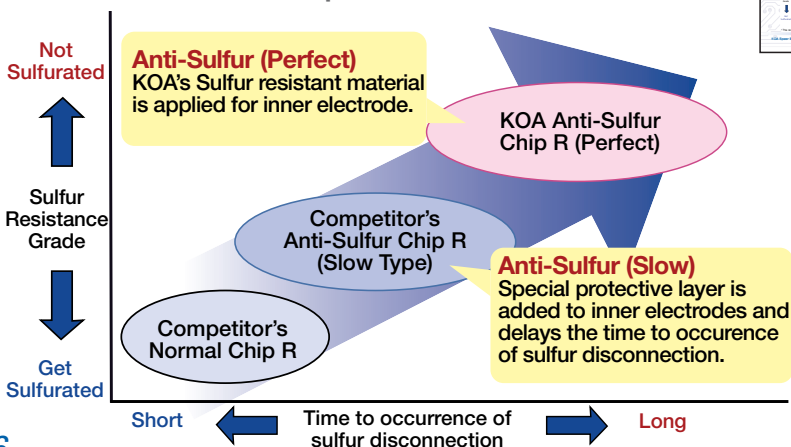 Not
Sulfurated
Anti-Sulfur (Perfect)
KOA's Sulfur resistant material
is applied for inner electrode.
KOA Anti-Sulfur
Chip R (Perfect)
Sulfur
Resistance
Grade
Competitor's
Anti-Sulfur Chip R
(Slow Type)
Anti-Sulfur (Slow)
Special protective layer is
added to inner electrodes and
delays the time to occurence
of sulfur disconnection.
Competitor's
Normal Chip R
Get
Sulfurated
Short
Time to occurrence of
sulfur disconnection
Long